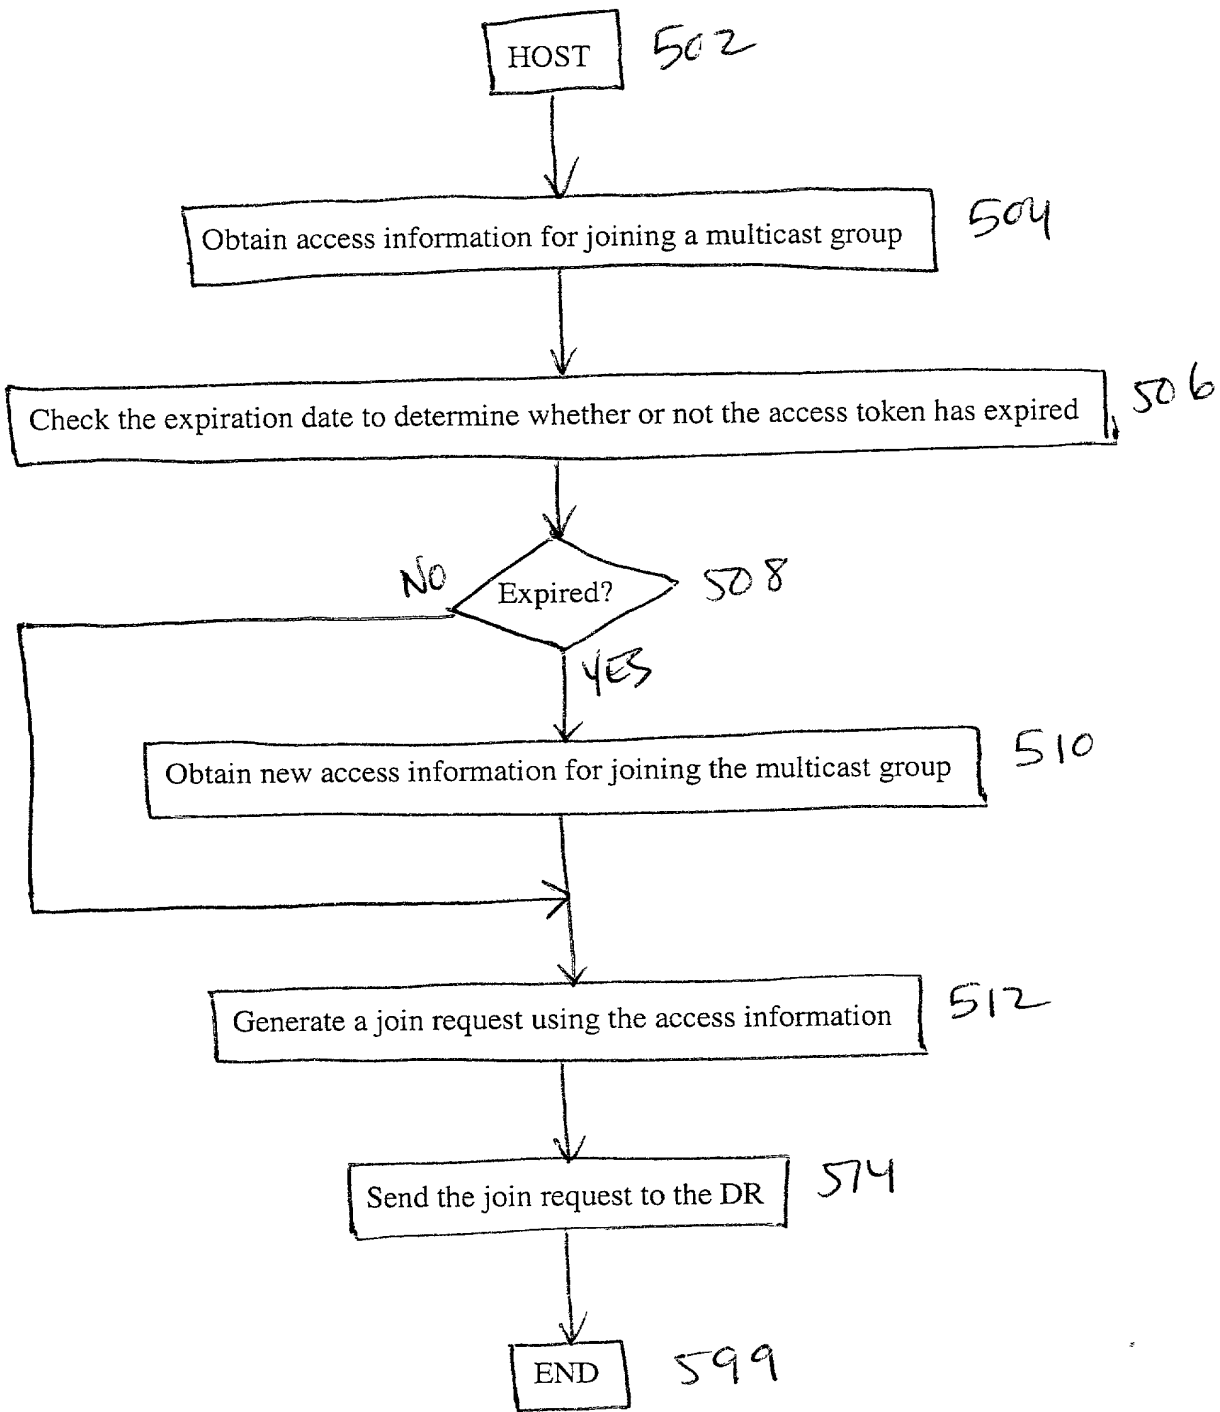 HOST 502
Obtain access information for joining a multicast group 504
Check the expiration date to determine whether or not the access token has expired 506
NO Expired? 508
YES
Obtain new access information for joining the multicast group 510
Generate a join request using the access information 512
Send the join request to the DR 514
END 599